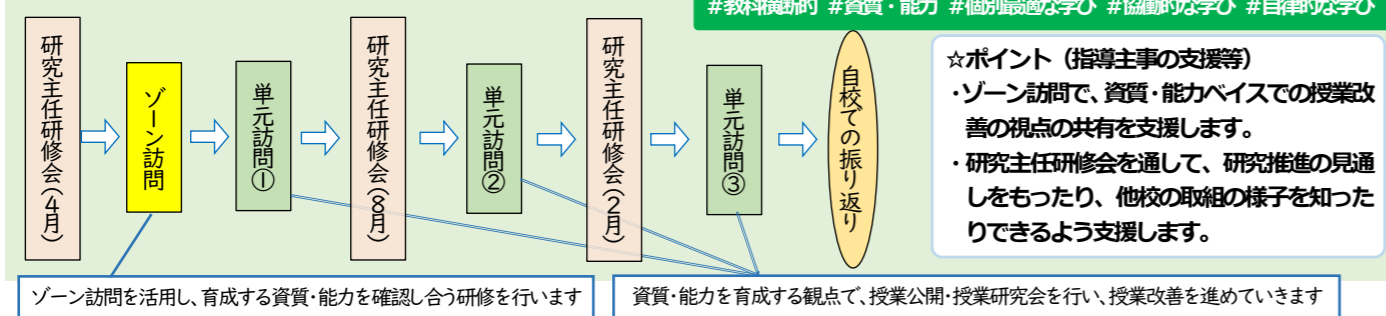 #教科横断的 #資質・能力 #個別最適な学び #協働的な学び #自律的な学び
研究主任研修会(4月)
ゾーン訪問
単元訪問①
研究主任研修会(8月)
単元訪問②
研究主任研修会(2月)
単元訪問③
自校での振り返り
☆ポイント（指導主事の支援等）
・ゾーン訪問で、資質・能力ベイスでの授業改
善の視点の共有を支援します。
・研究主任研修会を通して、研究推進の見通
しをもったり、他校の取組の様子を知った
りできるよう支援します。
ゾーン訪問を活用し、育成する資質・能力を確認し合う研修を行います
資質・能力を育成する観点で、授業公開・授業研究会を行い、授業改善を進めていきます